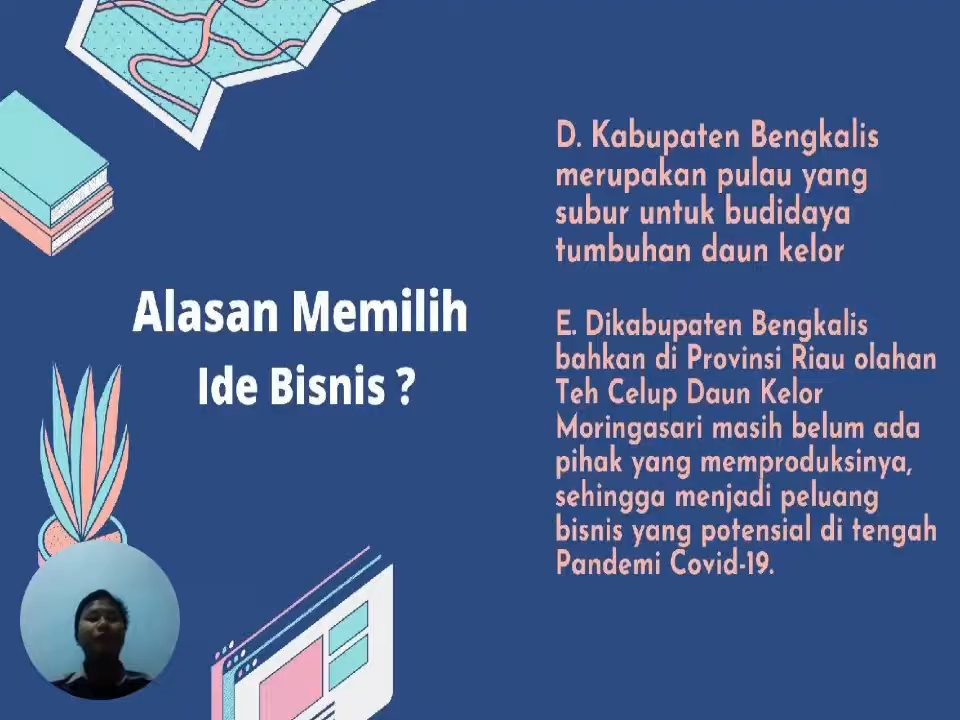 Alasan Memilih
Ide Bisnis ?
D. Kabupaten Bengkalis
merupakan pulau yang
subur untuk budidaya
tumbuhan daun kelor
E. Dikabupaten Bengkalis
bahkan di Provinsi Riau olahan
Teh Celup Daun Kelor
Moringasari masih belum ada
pihak yang memproduksinya,
sehingga menjadi peluang
bisnis yang potensial di tengah
Pandemi Covid-19.